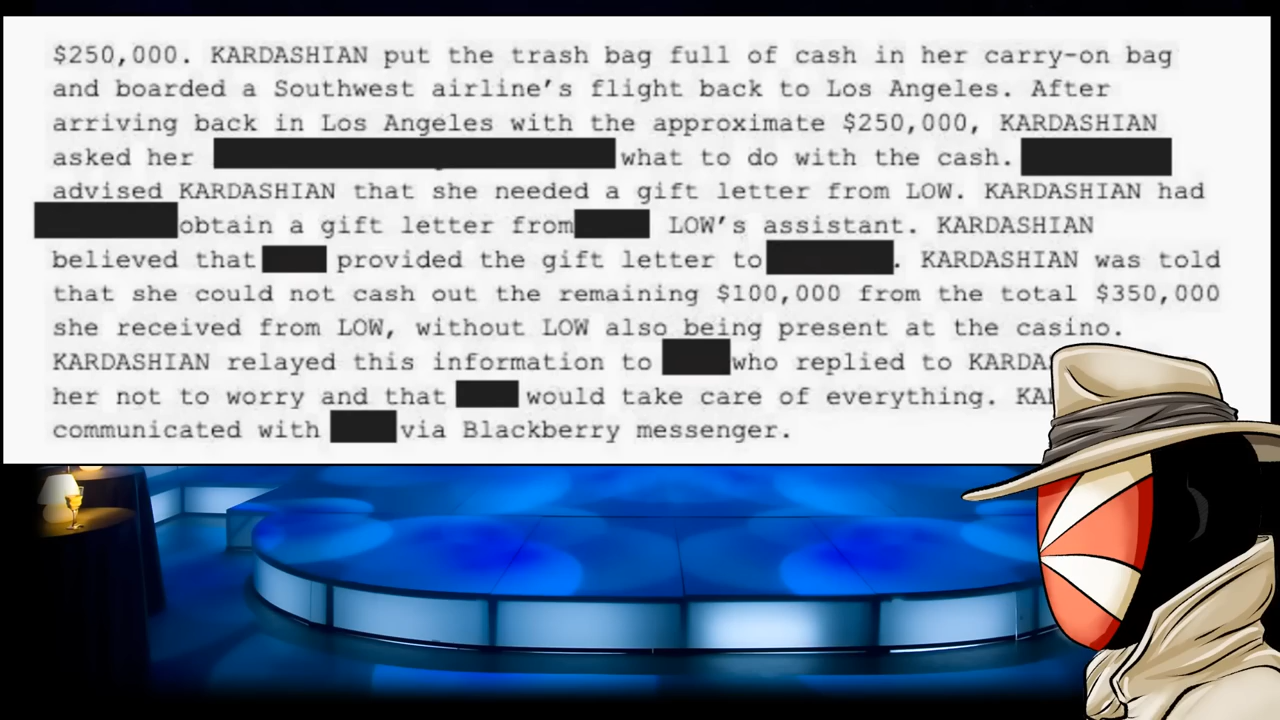 $250,000. KARDASHIAN put the trash bag full of cash in her carry-on bag
and boarded a Southwest airline's flight back to Los Angeles. After
arriving back in Los Angeles with the approximate $250,000, KARDASHIAN
asked her what to do with the cash.
advised KARDASHIAN that she needed a gift letter from LOW. KARDASHIAN had
obtain a gift letter from LOW's assistant. KARDASHIAN
believed that provided the gift letter to . KARDASHIAN was told
that she could not cash out the remaining $100,000 from the total $350,000
she received from LOW, without LOW also being present at the casino.
KARDASHIAN relayed this information to who replied to
her not to worry and that would take care of everything.
communicated with via Blackberry messenger.